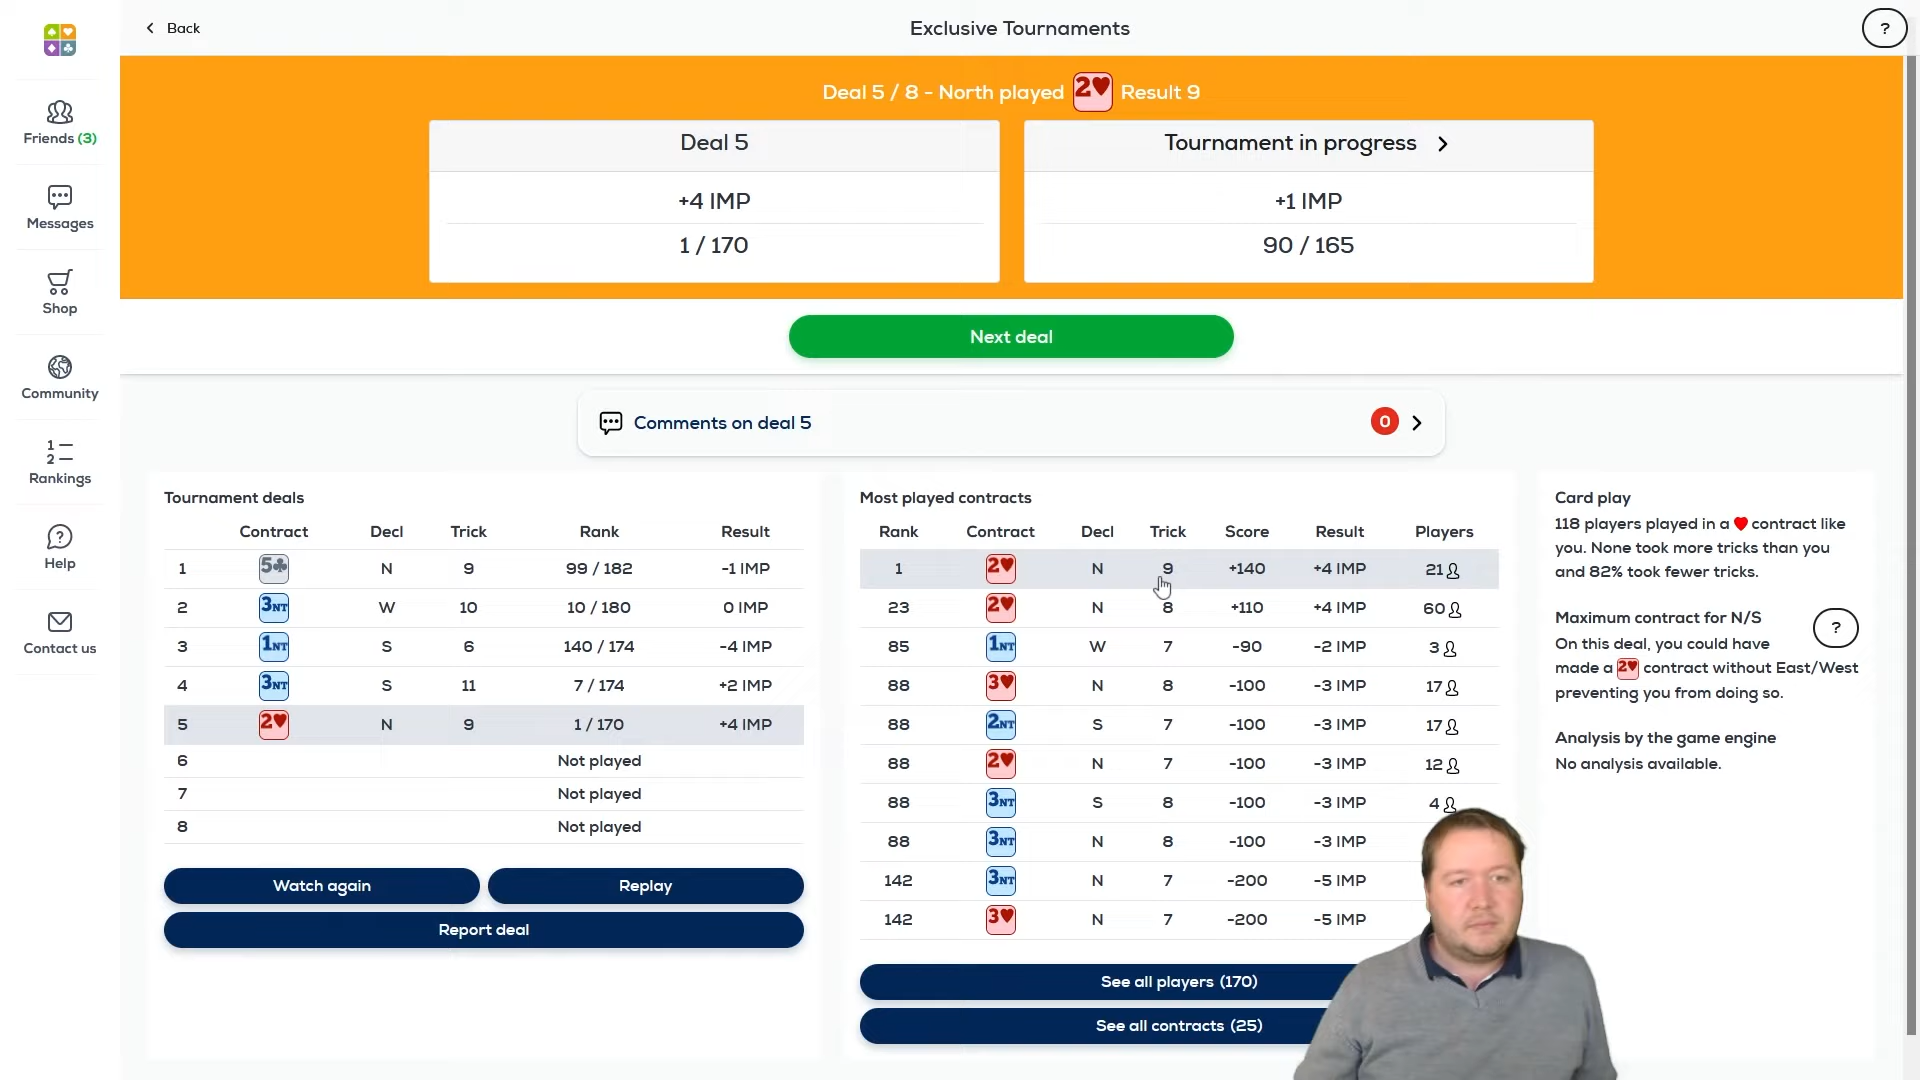 Back
Exclusive Tournaments
?
Friends (3)
Messages
Shop
Community
1
2
Rankings
?
Help
Contact us
Deal 5 / 8 - North played 2♥ Result 9
Deal 5
+4 IMP
1 / 170
Tournament in progress
+1 IMP
90 / 165
Next deal
Comments on deal 5
0
Tournament deals
Contract Decl Trick Rank Result
1 5♣ N 9 99 / 182 -1 IMP
2 3NT W 10 10 / 180 0 IMP
3 1NT S 6 140 / 174 -4 IMP
4 3NT S 11 7 / 174 +2 IMP
5 2♥ N 9 1 / 170 +4 IMP
6 Not played
7 Not played
8 Not played
Watch again
Replay
Report deal
Most played contracts
Rank Contract Decl Trick Score Result Players
1 2♥ N 9 +140 +4 IMP 21
23 2♥ N 8 +110 +4 IMP 60
85 1NT W 7 -90 -2 IMP 3
88 3♥ N 8 -100 -3 IMP 17
88 2NT S 7 -100 -3 IMP 17
88 2♥ N 7 -100 -3 IMP 12
88 3NT S 8 -100 -3 IMP 4
88 3NT N 8 -100 -3 IMP
142 3NT N 7 -200 -5 IMP
142 3♥ N 7 -200 -5 IMP
See all players (170)
See all contracts (25)
Card play
118 players played in a ♥ contract like
you. None took more tricks than you
and 82% took fewer tricks.
Maximum contract for N/S
?
On this deal, you could have
made a 2♥ contract without East/West
preventing you from doing so.
Analysis by the game engine
No analysis available.